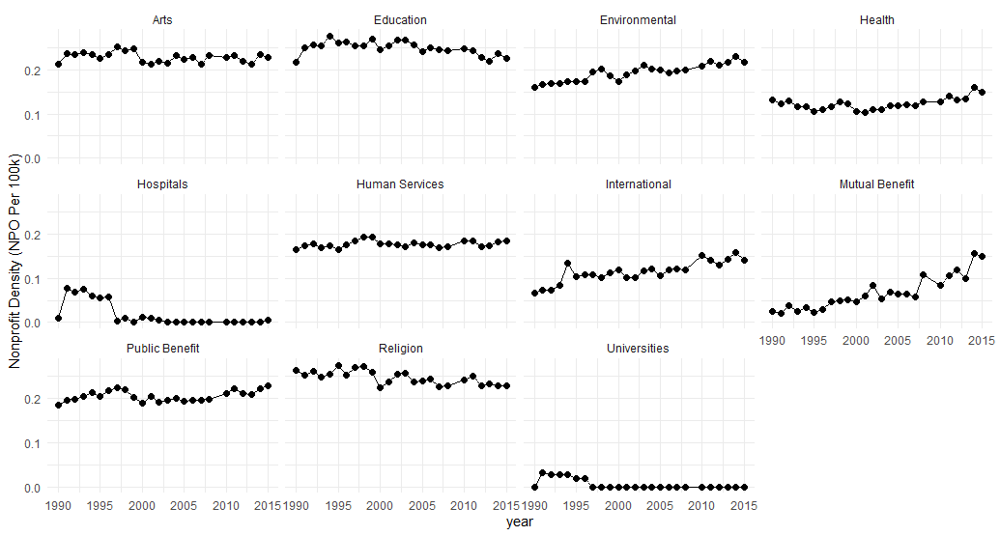 Arts Education Environmental Health
0.2
0.1
0.0
Hospitals Human Services International Mutual Benefit
0.2
0.1
0.0
1990 1995 2000 2005 2010 2015
Public Benefit Religion Universities
0.2
0.1
0.0
1990 1995 2000 2005 2010 2015 1990 1995 2000 2005 2010 2015 1990 1995 2000 2005 2010 2015
year
Nonprofit Density (NPO Per 100k)